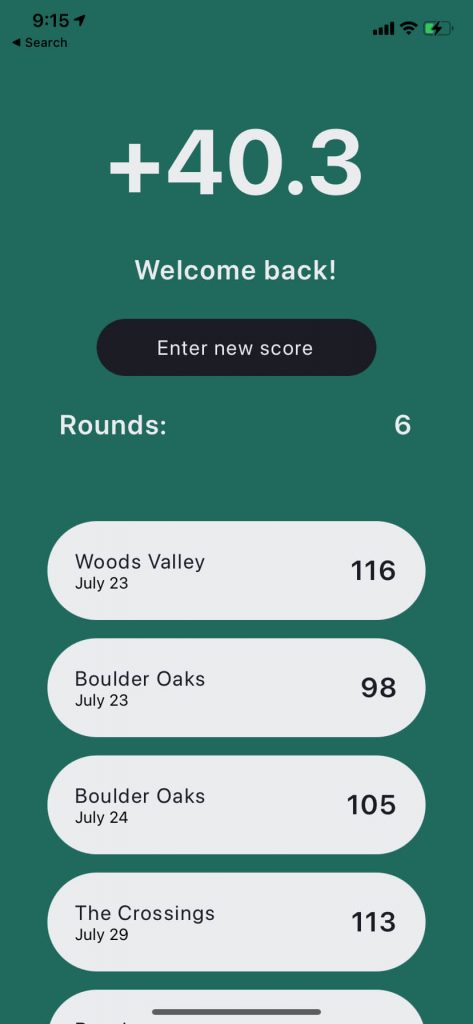 9:15
Search
+40.3
Welcome back!
Enter new score
Rounds: 6
Woods Valley
July 23
116
Boulder Oaks
July 23
98
Boulder Oaks
July 24
105
The Crossings
July 29
113